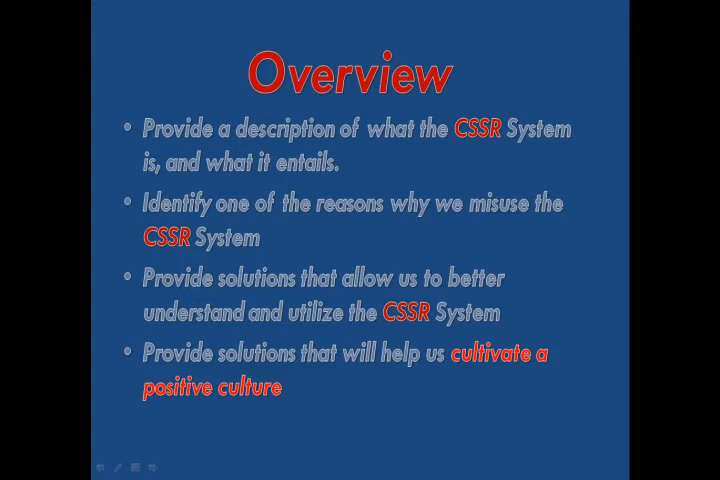 Overview
• Provide a description of what the CSSR System
is, and what it entails.
• Identify one of the reasons why we misuse the
CSSR System
• Provide solutions that allow us to better
understand and utilize the CSSR System
• Provide solutions that will help us cultivate a
positive culture